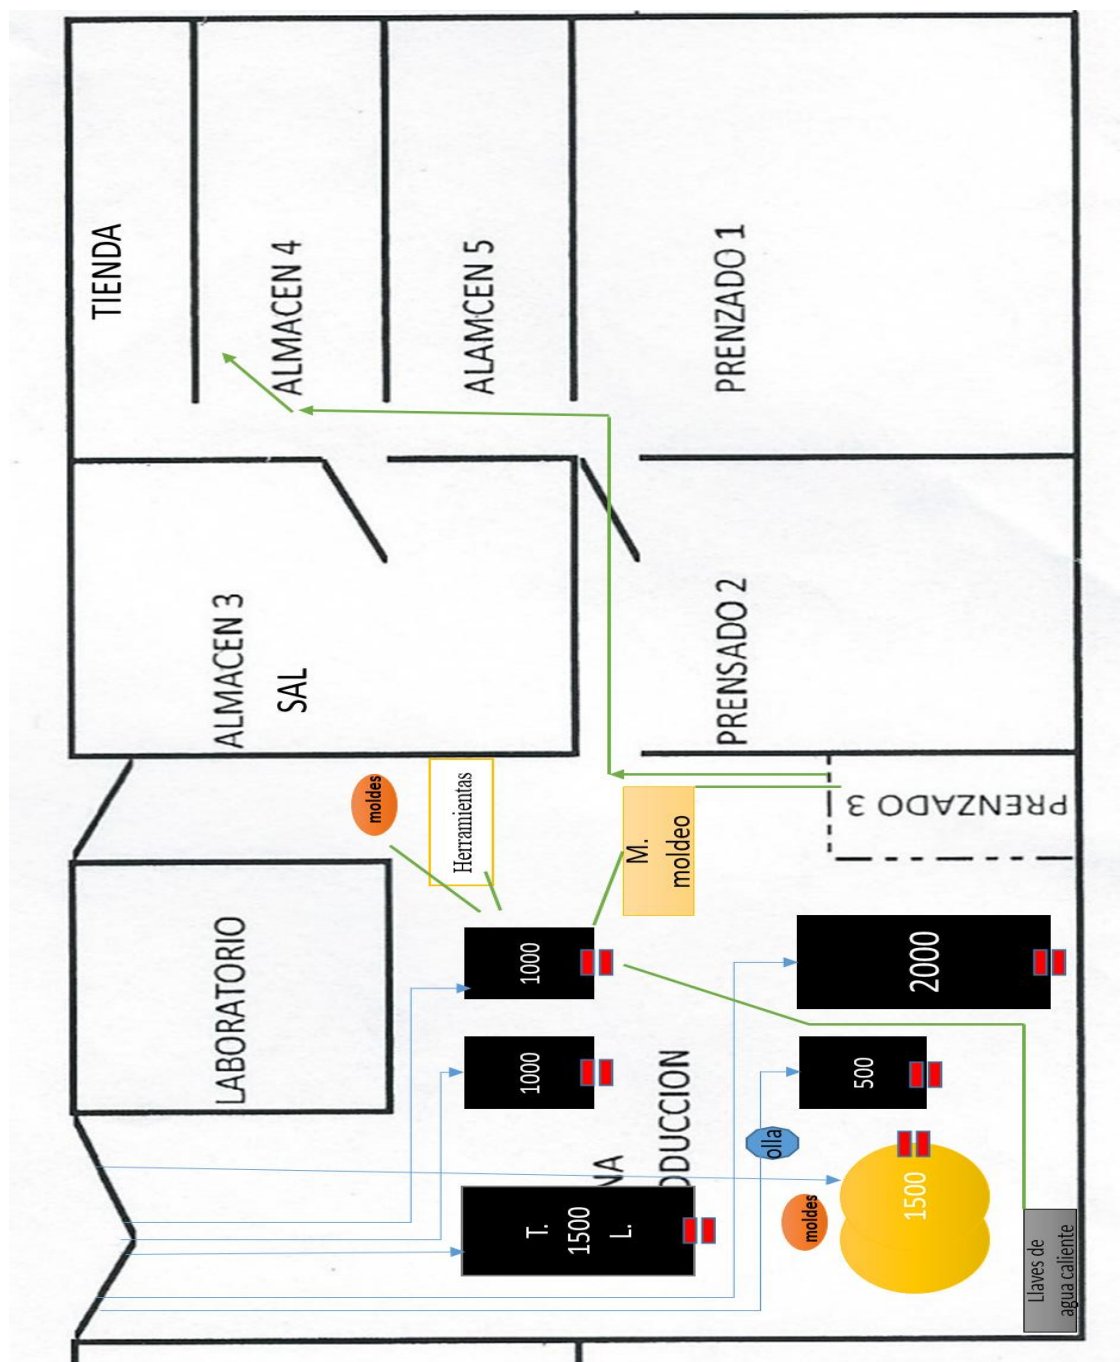 TIENDA
ALMACEN 4
ALAMCEN 5
PRENZADO 1
ALMACEN 3
SAL
PRENSADO 2
moldes
Herramientas
M.
moldeo
PRENZADO 3
LABORATORIO
1000
2000
1000
500
NA
ODUCCION
olla
T.
1500
L.
moldes
1500
Llaves de
agua caliente